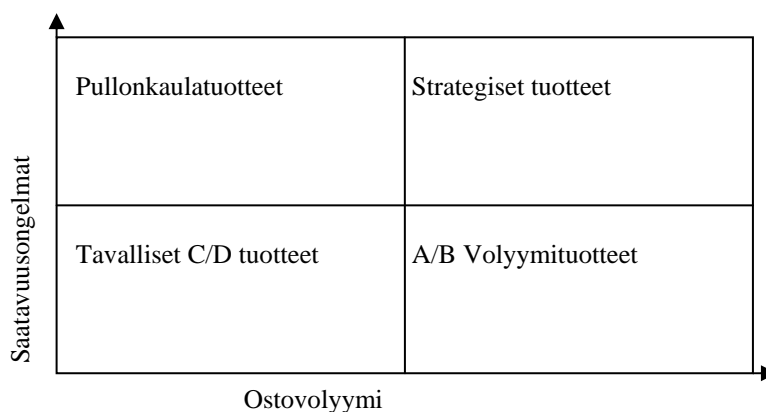 Pullonkaulatuotteet
Strategiset tuotteet
Saatavuusongelmat
Tavalliset C/D tuotteet
A/B Volyymituotteet
Ostovolyymi